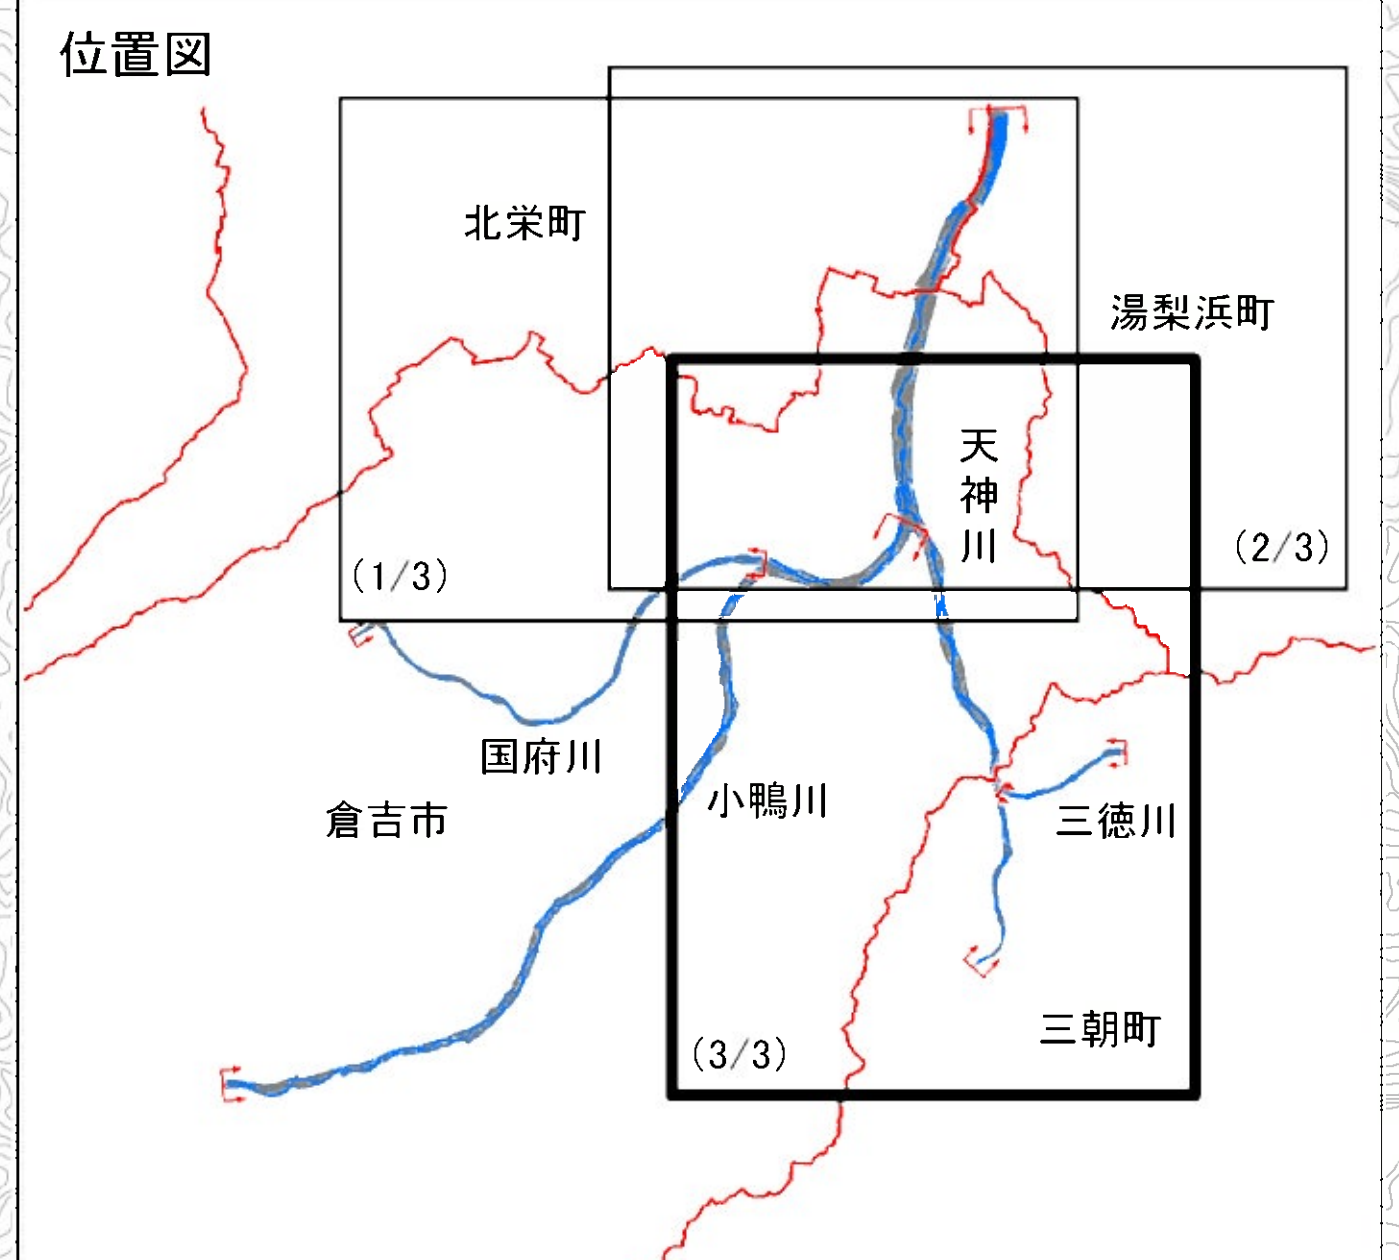 位置図
北栄町
湯梨浜町
天神川
(2/3)
(1/3)
国府川
小鴨川
倉吉市
三徳川
三朝町
(3/3)